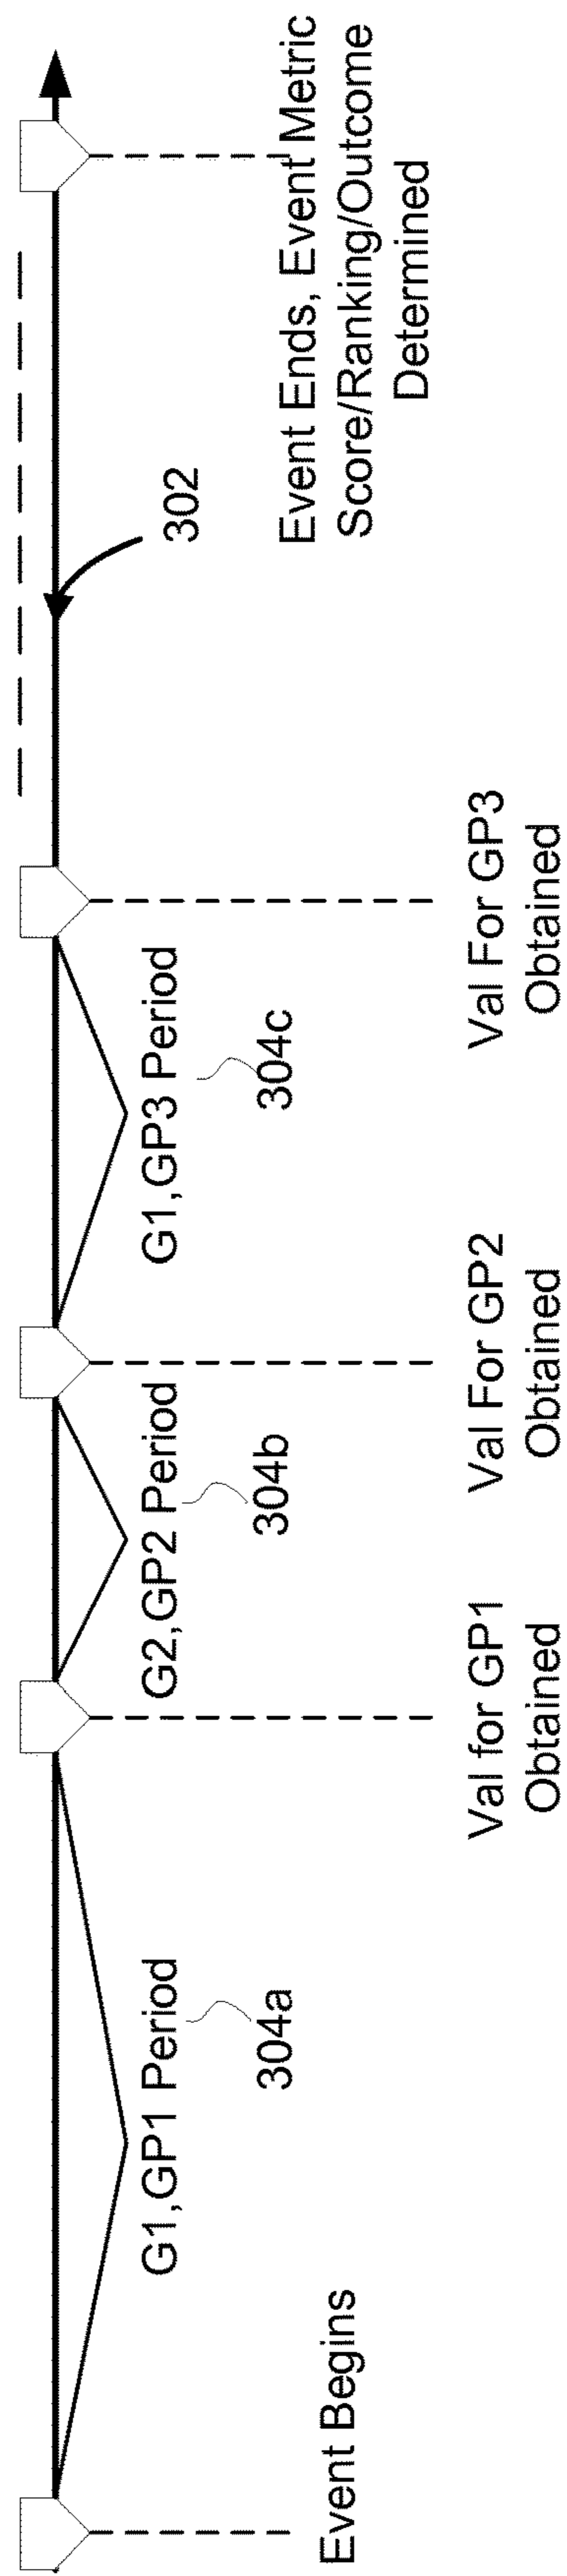 302
G1,GP1 Period
304a
G2,GP2 Period
304b
G1,GP3 Period
304c
Event Begins
Val for GP1
Obtained
Val For GP2
Obtained
Val For GP3
Obtained
Event Ends, Event Metric
Score/Ranking/Outcome
Determined